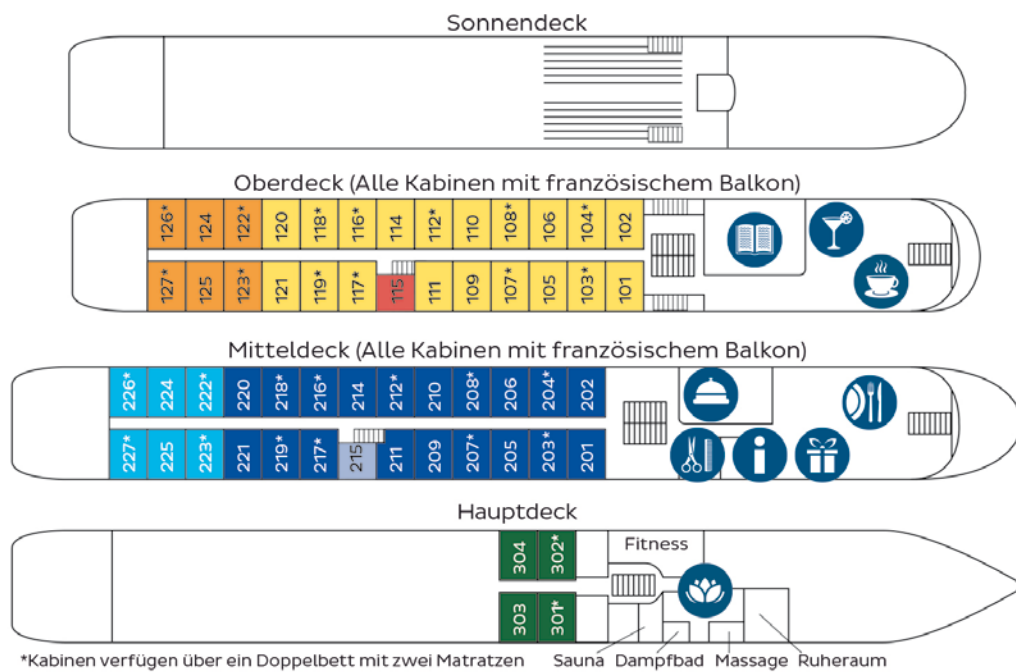 Sonnendeck
Oberdeck (Alle Kabinen mit französischem Balkon)
126* 124 122* 120 118* 116* 114 112* 110 108* 106 104* 102
127* 125 123* 121 119* 117* 115 111 109 107* 105 103* 101
Mitteldeck (Alle Kabinen mit französischem Balkon)
226* 224 222* 220 218* 216* 214 212* 210 208* 206 204* 202
227* 225 223* 221 219* 217* 215 211 209 207* 205 203* 201
Hauptdeck
304 302* Fitness
303 301*
*Kabinen verfügen über ein Doppelbett mit zwei Matratzen Sauna Dampfbad Massage Ruheraum